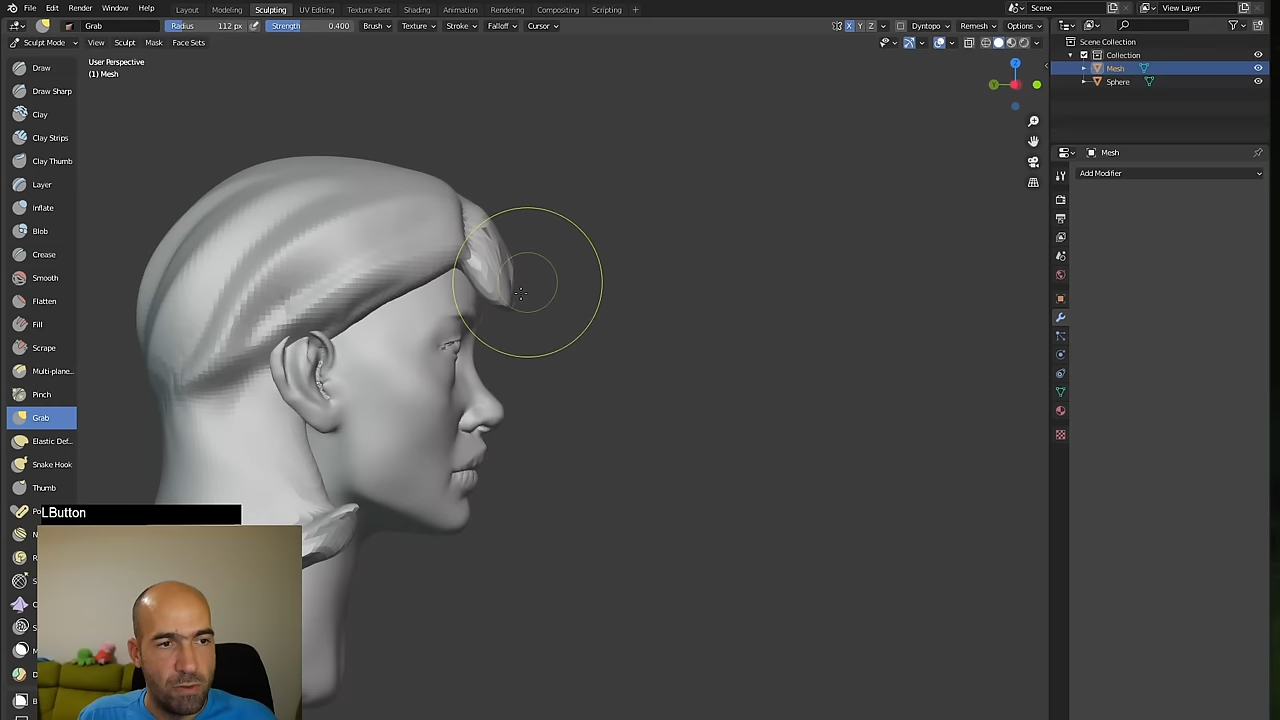 File Edit Render Window Help
Layout Modeling Sculpting UV Editing Texture Paint Shading Animation Rendering Compositing Scripting +
Scene View Layer
Grab Radius 112 px Strength 0.400 Brush Texture Stroke Falloff Cursor
X Y Z Dyntopo Remesh Options
Sculpt Mode View Sculpt Mask Face Sets
User Perspective
(1) Mesh
Z
Y
Scene Collection
Collection
Mesh
Sphere
Mesh
Add Modifier
Draw
Draw Sharp
Clay
Clay Strips
Clay Thumb
Layer
Inflate
Blob
Crease
Smooth
Flatten
Fill
Scrape
Multi-plane...
Pinch
Grab
Elastic Def...
Snake Hook
Thumb
LButton